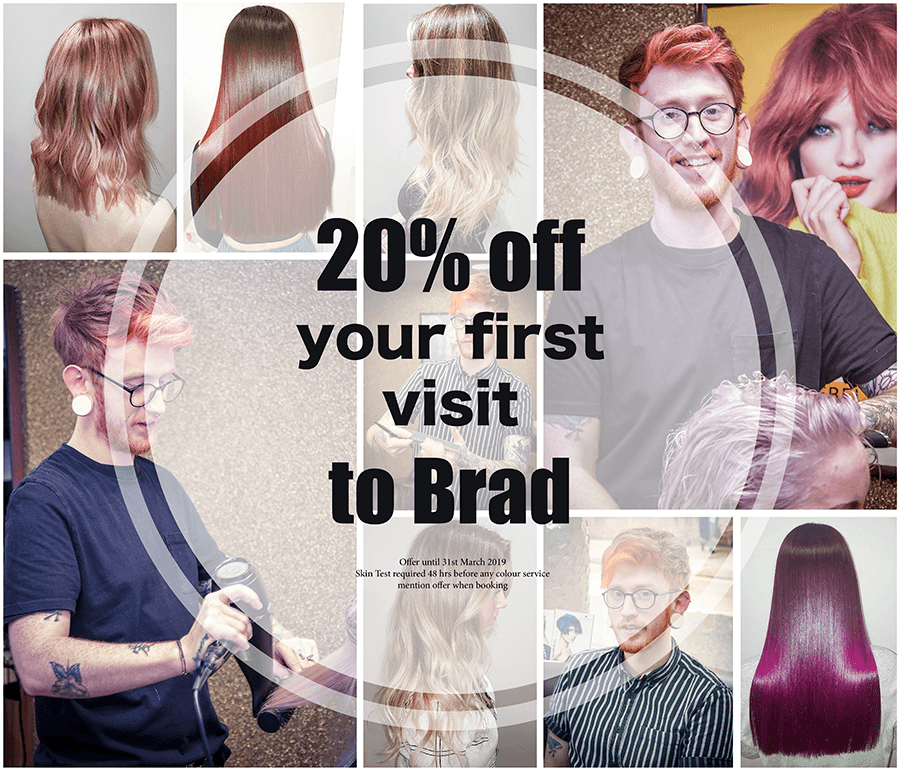 20% off
your first
visit
to Brad
Offer until 31st March 2019
Skin Test required 48 hrs before any colour service
mention offer when booking